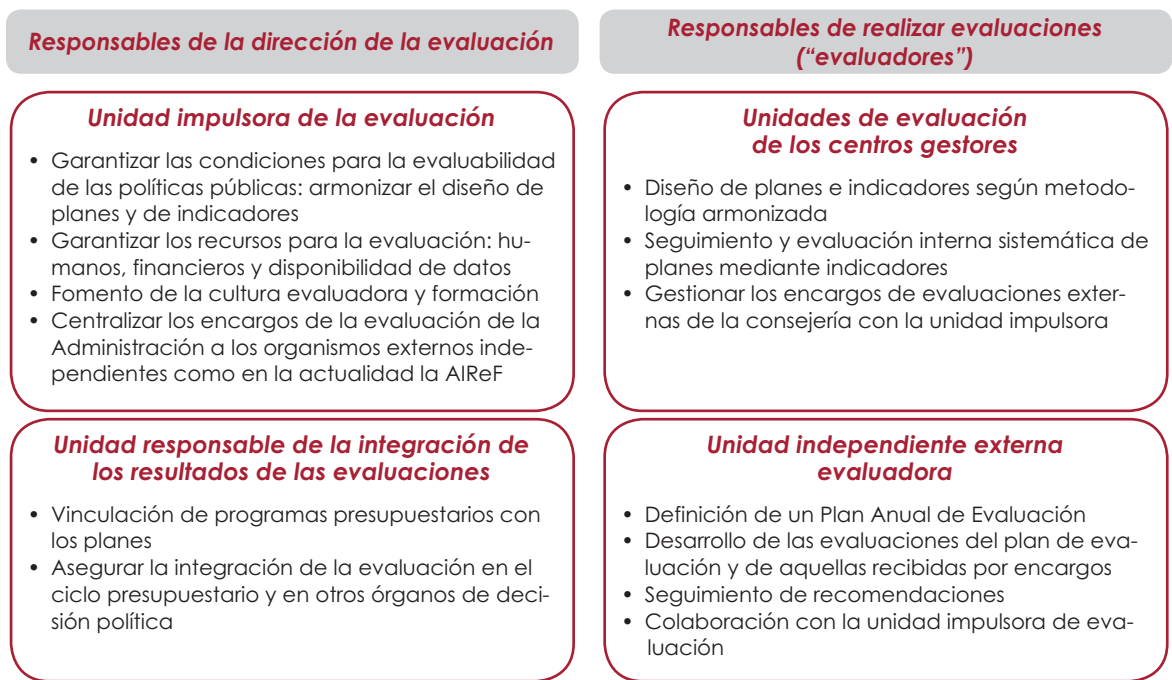 Responsables de la dirección de la evaluación
Responsables de realizar evaluaciones
(“evaluadores”)
Unidad impulsora de la evaluación
• Garantizar las condiciones para la evaluabilidad
de las políticas públicas: armonizar el diseño de
planes y de indicadores
• Garantizar los recursos para la evaluación: hu-
manos, financieros y disponibilidad de datos
• Fomento de la cultura evaluadora y formación
• Centralizar los encargos de la evaluación de la
Administración a los organismos externos inde-
pendientes como en la actualidad la AIReF
Unidades de evaluación
de los centros gestores
• Diseño de planes e indicadores según metodo-
logía armonizada
• Seguimiento y evaluación interna sistemática de
planes mediante indicadores
• Gestionar los encargos de evaluaciones exter-
nas de la consejería con la unidad impulsora
Unidad responsable de la integración de
los resultados de las evaluaciones
• Vinculación de programas presupuestarios con
los planes
• Asegurar la integración de la evaluación en el
ciclo presupuestario y en otros órganos de deci-
sión política
Unidad independiente externa
evaluadora
• Definición de un Plan Anual de Evaluación
• Desarrollo de las evaluaciones del plan de eva-
luación y de aquellas recibidas por encargos
• Seguimiento de recomendaciones
• Colaboración con la unidad impulsora de eva-
luación